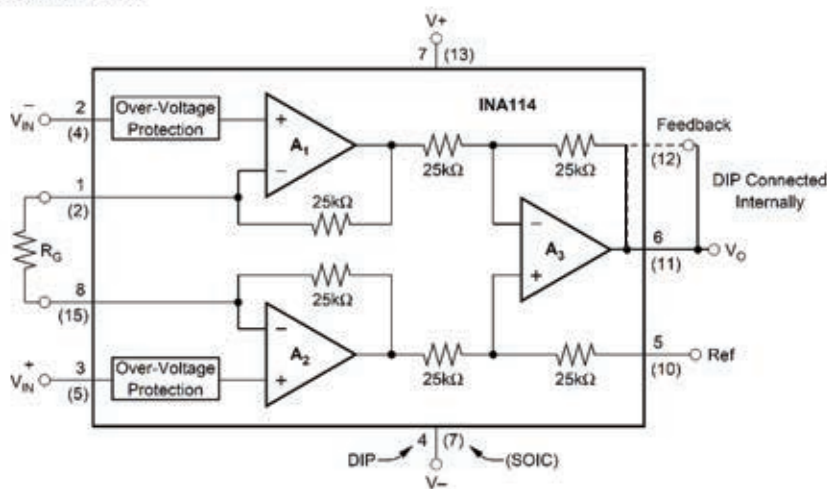 V+
7 (13)
INA114
V⁻IN 2 (4)
Over-Voltage Protection
A1
+
−
25kΩ
25kΩ
25kΩ
Feedback
(12)
DIP Connected Internally
1
(2)
RG
8
(15)
25kΩ
−
+
A2
−
+
A3
6
(11)
VO
V⁺IN 3 (5)
Over-Voltage Protection
25kΩ
25kΩ
5
(10)
Ref
4 (7)
DIP
(SOIC)
V−